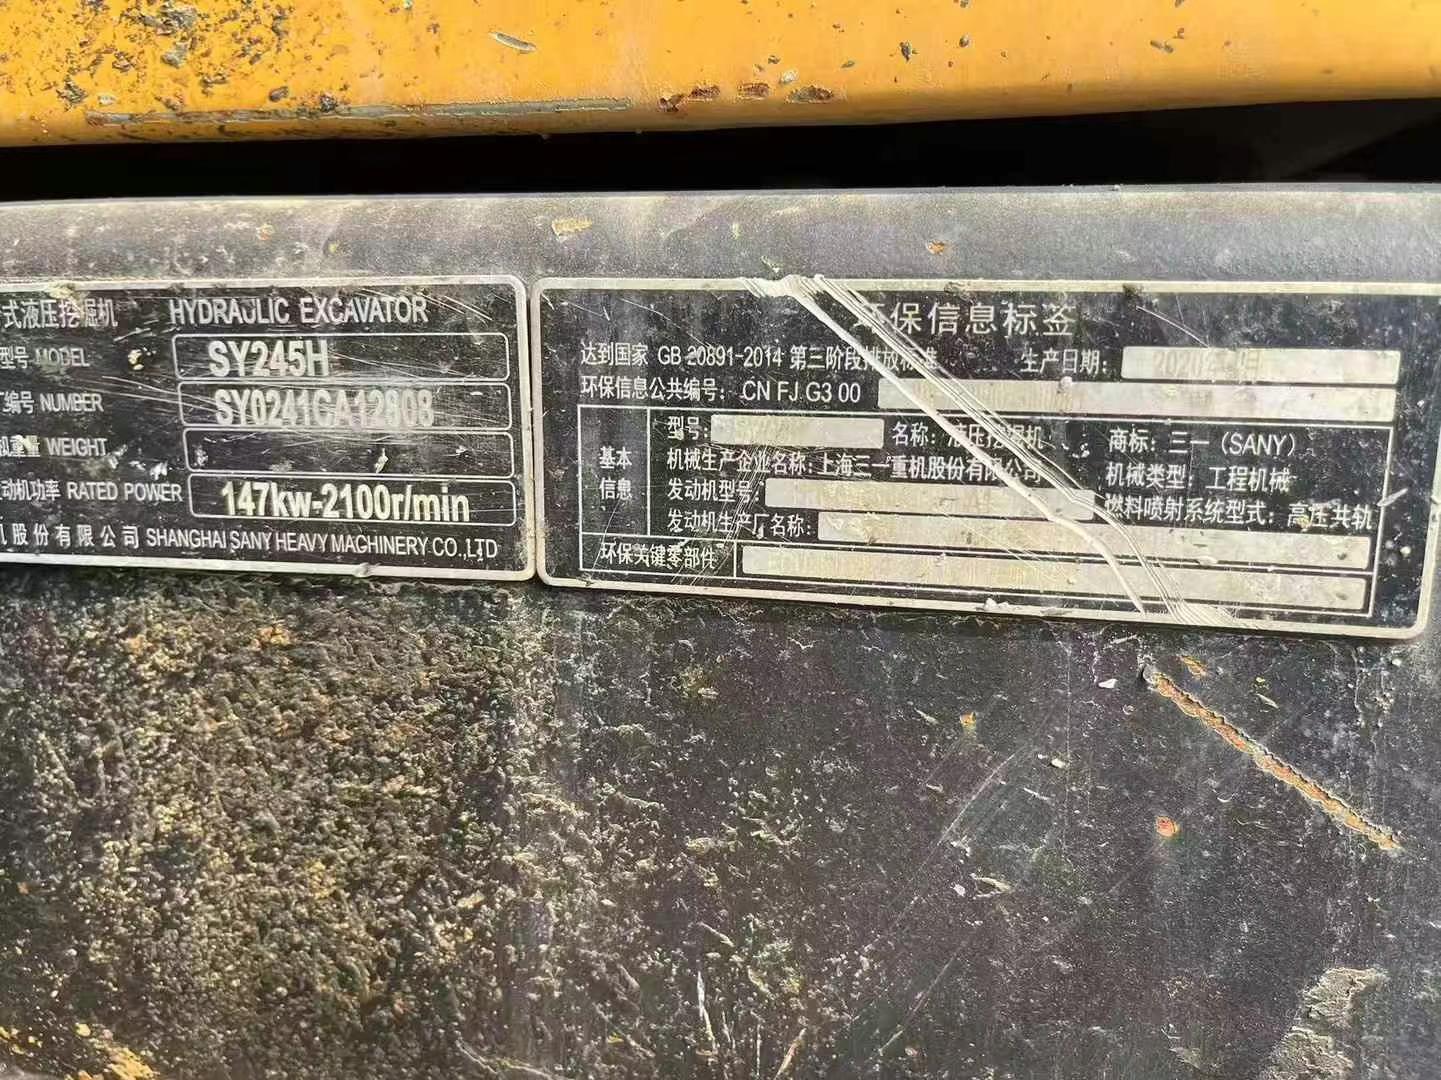 式液压挖掘机 HYDRAULIC EXCAVATOR
型号 MODEL SY245H
编号 NUMBER SY0241CA12808
重量 WEIGHT
动机功率 RATED POWER 147kw-2100r/min
机股份有限公司 SHANGHAI SANY HEAVY MACHINERY CO.,LTD
环保信息标签
达到国家 GB 20891-2014 第三阶段排放标准 生产日期: 2020年 月
环保信息公共编号: CN FJ G3 00
基本信息
型号: 名称: 液压挖掘机 商标: 三一 (SANY)
机械生产企业名称: 上海三一重机股份有限公司 机械类型: 工程机械
发动机型号: 燃料喷射系统型式: 高压共轨
发动机生产厂名称:
环保关键零部件